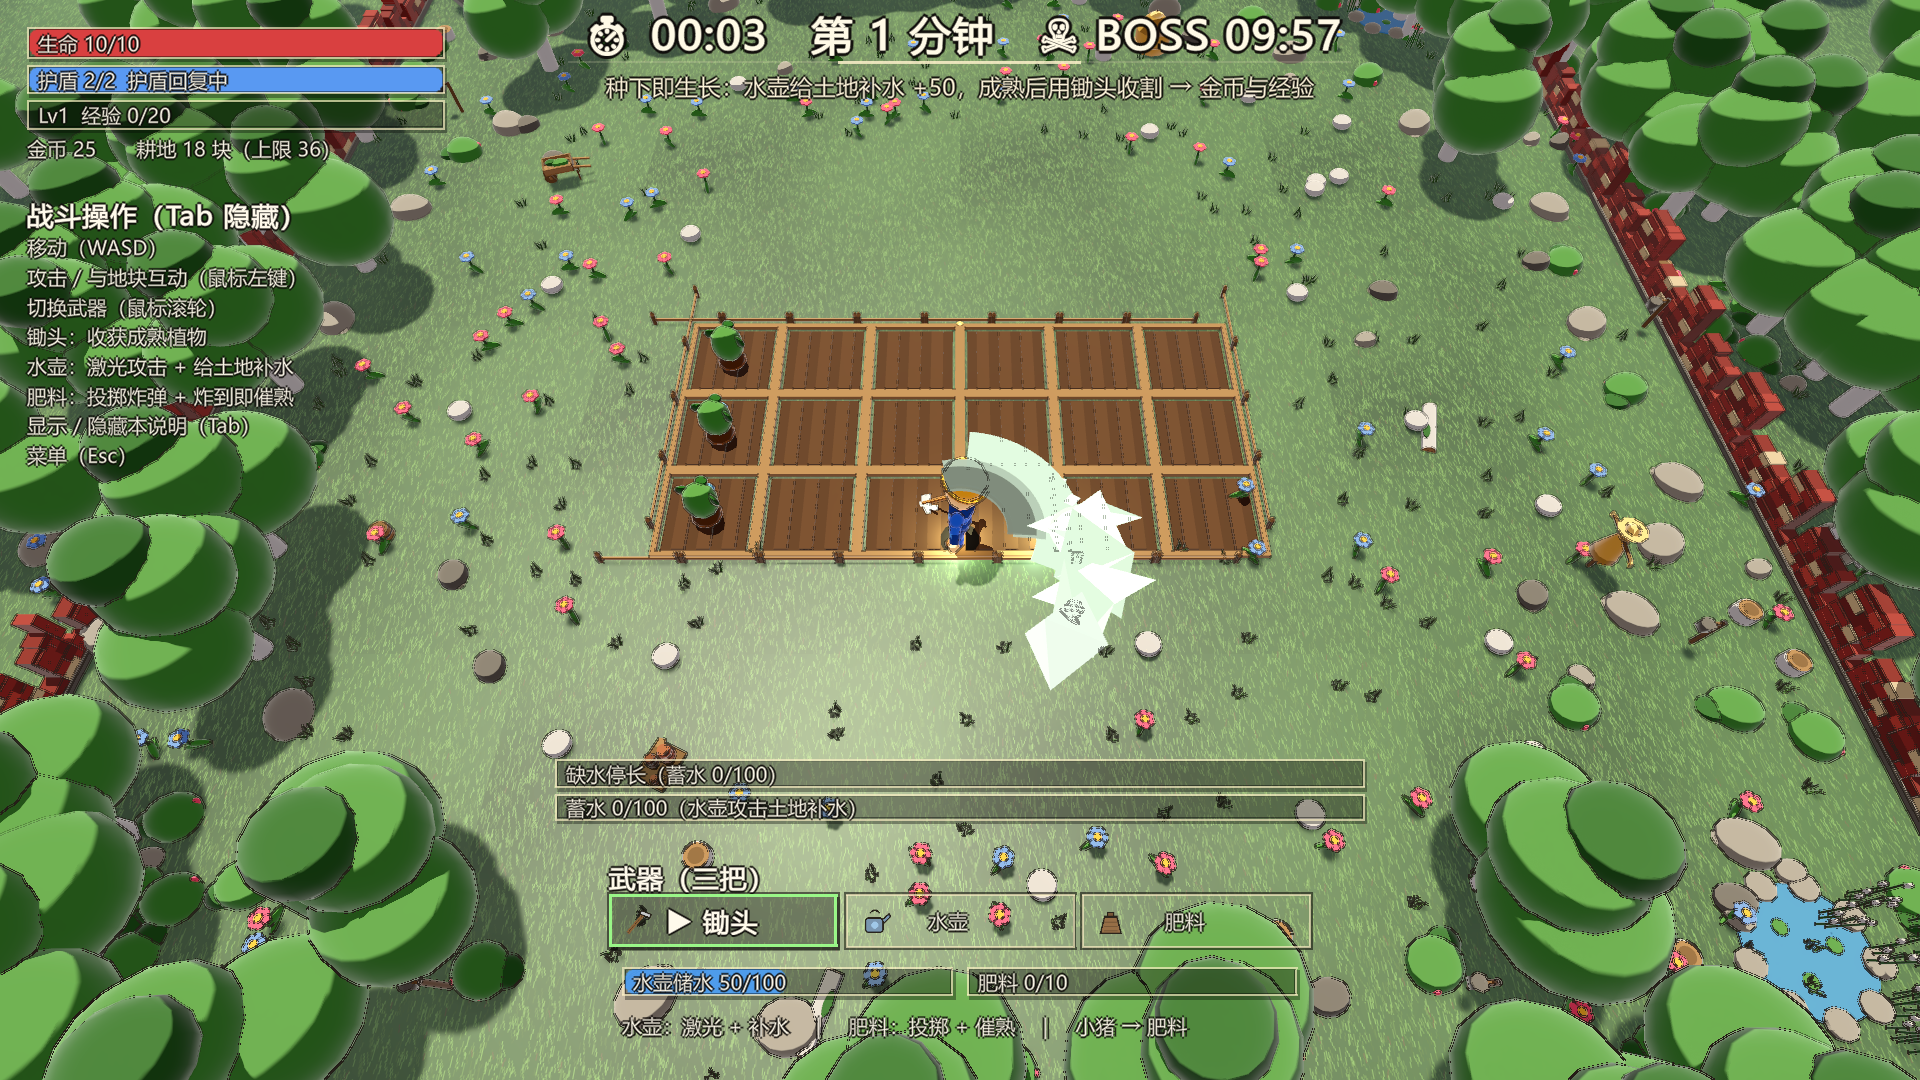 00:03 第 1 分钟 BOSS 09:57
种下即生长：水壶给土地补水 +50，成熟后用锄头收割 → 金币与经验
生命 10/10
护盾 2/2 护盾回复中
Lv1 经验 0/20
金币 25 耕地 18 块（上限 36）
战斗操作（Tab 隐藏）
移动（WASD）
攻击 / 与地块互动（鼠标左键）
切换武器（鼠标滚轮）
锄头：收获成熟植物
水壶：激光攻击 + 给土地补水
肥料：投掷炸弹 + 炸到即催熟
显示 / 隐藏本说明（Tab）
菜单（Esc）
缺水停长（蓄水 0/100）
蓄水 0/100（水壶攻击土地补水）
武器（三把）
▶ 锄头 水壶 肥料
水壶储水 50/100 肥料 0/10
水壶：激光 + 补水 | 肥料：投掷 + 催熟 | 小猪 → 肥料